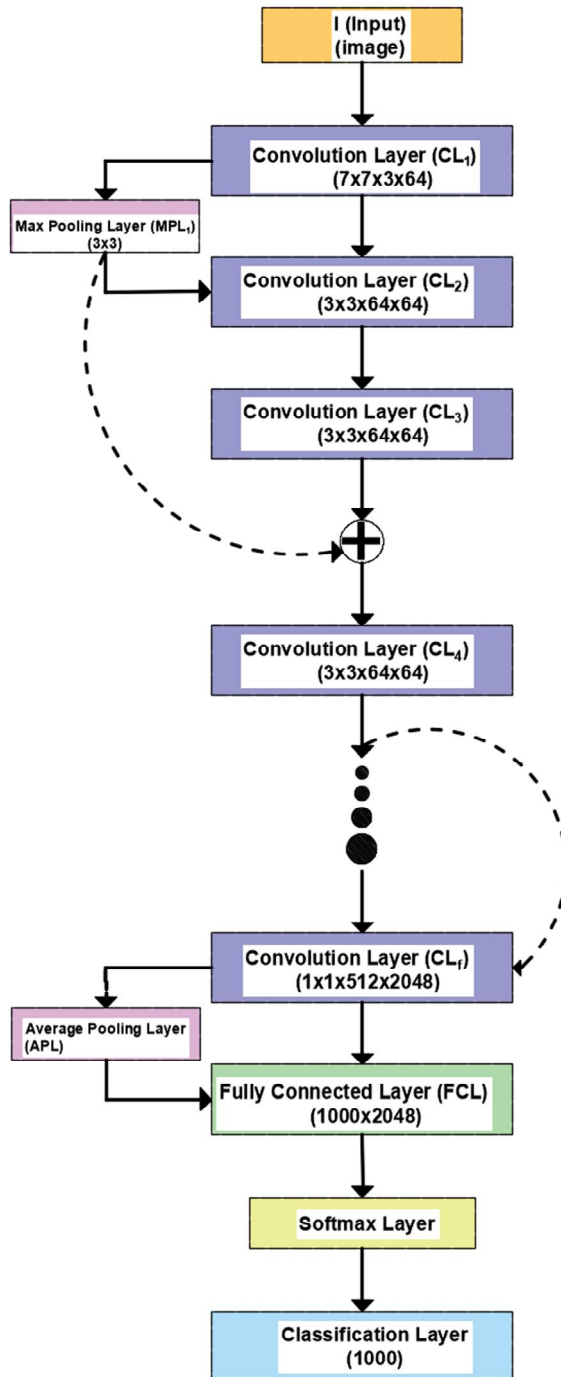 I (Input)
(image)
Convolution Layer (CL₁)
(7x7x3x64)
Max Pooling Layer (MPL₁)
(3x3)
Convolution Layer (CL₂)
(3x3x64x64)
Convolution Layer (CL₃)
(3x3x64x64)
Convolution Layer (CL₄)
(3x3x64x64)
Convolution Layer (CLf)
(1x1x512x2048)
Average Pooling Layer
(APL)
Fully Connected Layer (FCL)
(1000x2048)
Softmax Layer
Classification Layer
(1000)